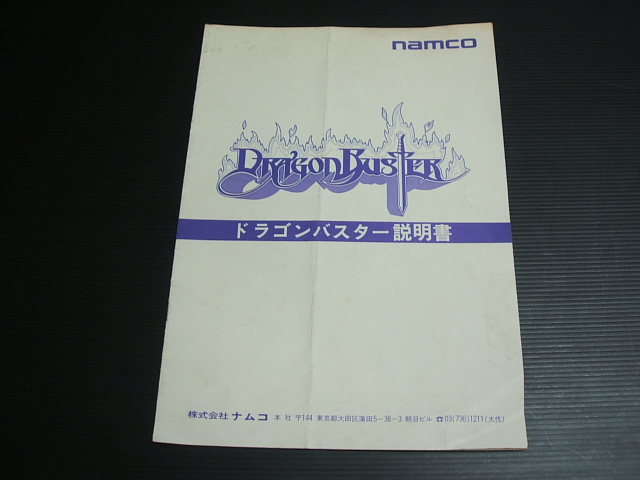 namco
DRAGON BUSTER
ドラゴンバスター説明書
株式会社 ナムコ 本社 〒144 東京都大田区蒲田5-38-3 朝日ビル ☎03(736)1211(大代)